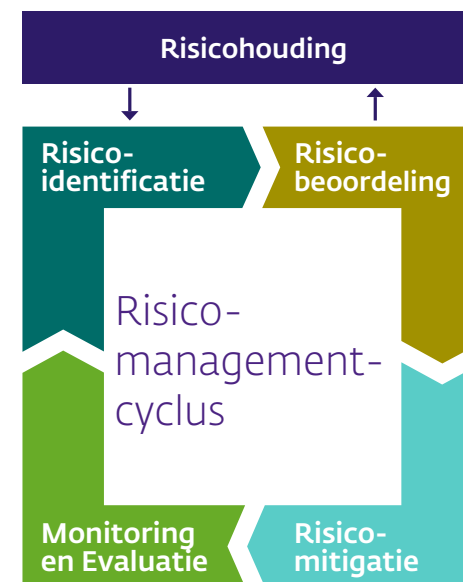 Risicohouding
Risico-
identificatie
Risico-
beoordeling
Risico-
management-
cyclus
Monitoring
en Evaluatie
Risico-
mitigatie